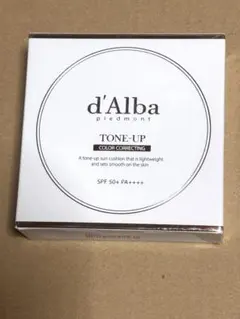 d'Alba
piedmont
TONE-UP
COLOR CORRECTING
A tone up sun cushion that is lightweight
and sets smooth on the skin
SPF 50+ PA++++